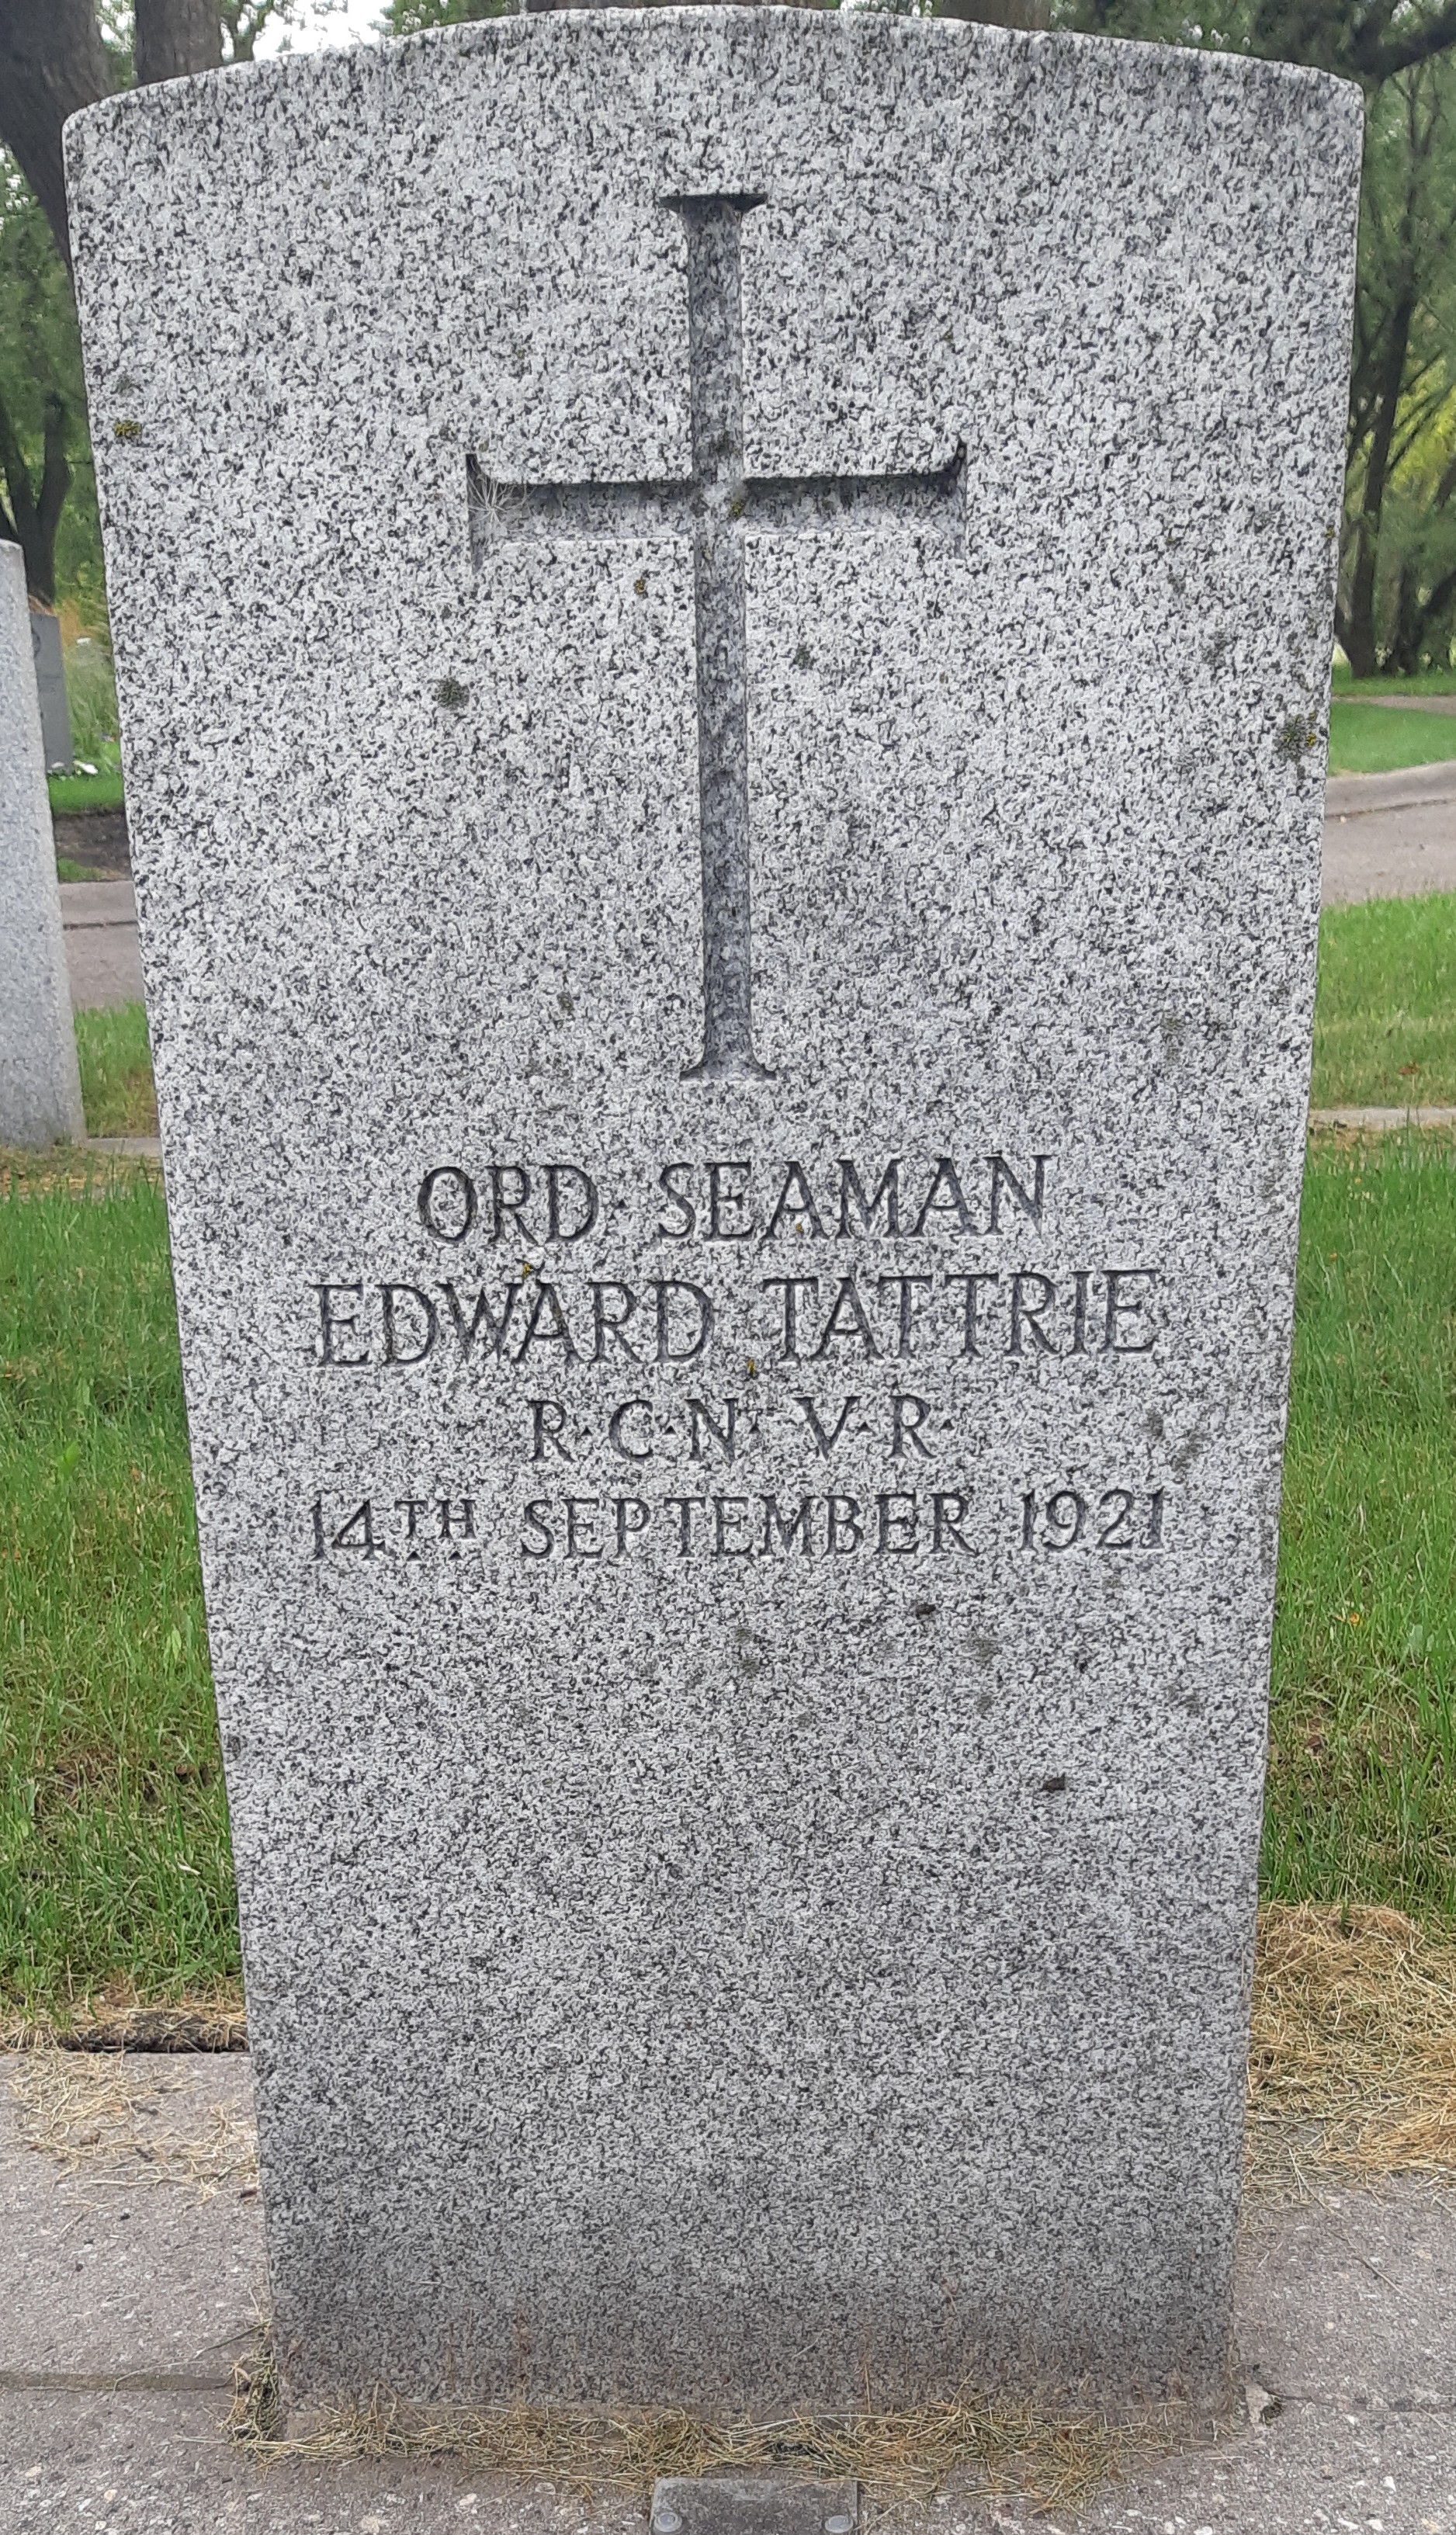 ORD SEAMAN
EDWARD TATTRIE
R·C·N· V·R·
14TH SEPTEMBER 1921